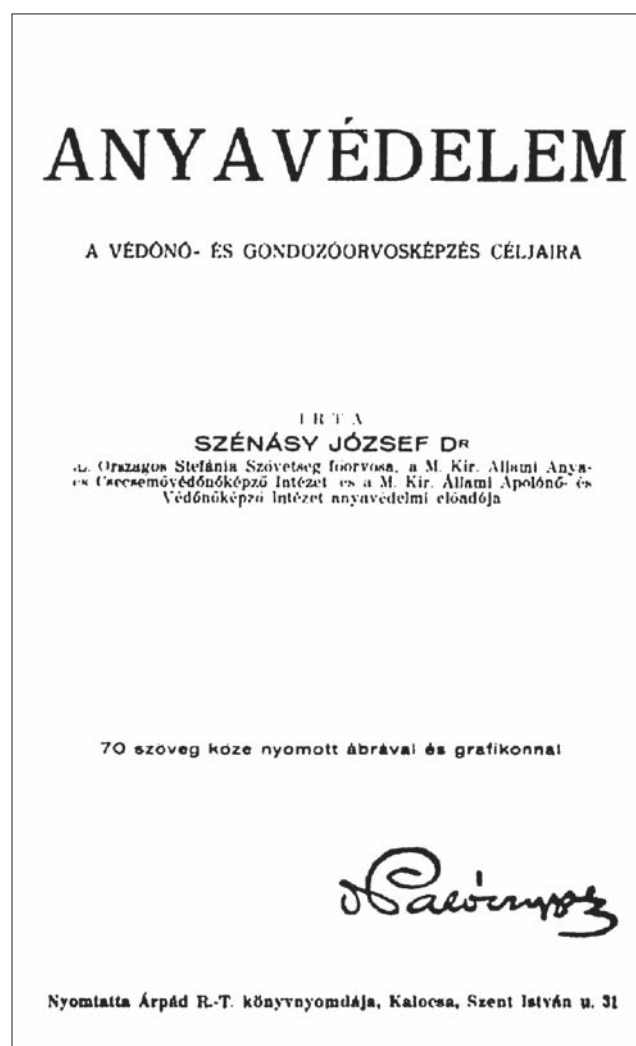 ANYAVÉDELEM
A VÉDŐNŐ- ÉS GONDOZÓORVOSKÉPZÉS CÉLJAIRA
IRTA
SZÉNÁSY JÓZSEF DR
Országos Stefánia Szövetség főorvosa, a M. Kir. Állami Anya-
és Csecsemővédőnőképző Intézet és a M. Kir. Állami Ápolónő- és
Védőnőképző Intézet anyavédelmi előadója
70 szöveg köze nyomott ábrával és grafikonnal
Nyomtatta Árpád R.-T. könyvnyomdája, Kalocsa, Szent István u. 31